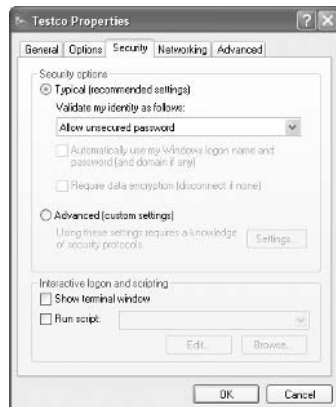 Testco Properties
General Options Security Networking Advanced
Security options
Typical (recommended settings)
Validate my identity as follows:
Allow unsecured password
Automatically use my Windows logon name and
password (and domain if any)
Require data encryption (disconnect if none)
Advanced (custom settings)
Using these settings requires a knowledge
of security protocols.
Settings...
Interactive logon and scripting
Show terminal window
Run script:
Edit... Browse...
OK Cancel